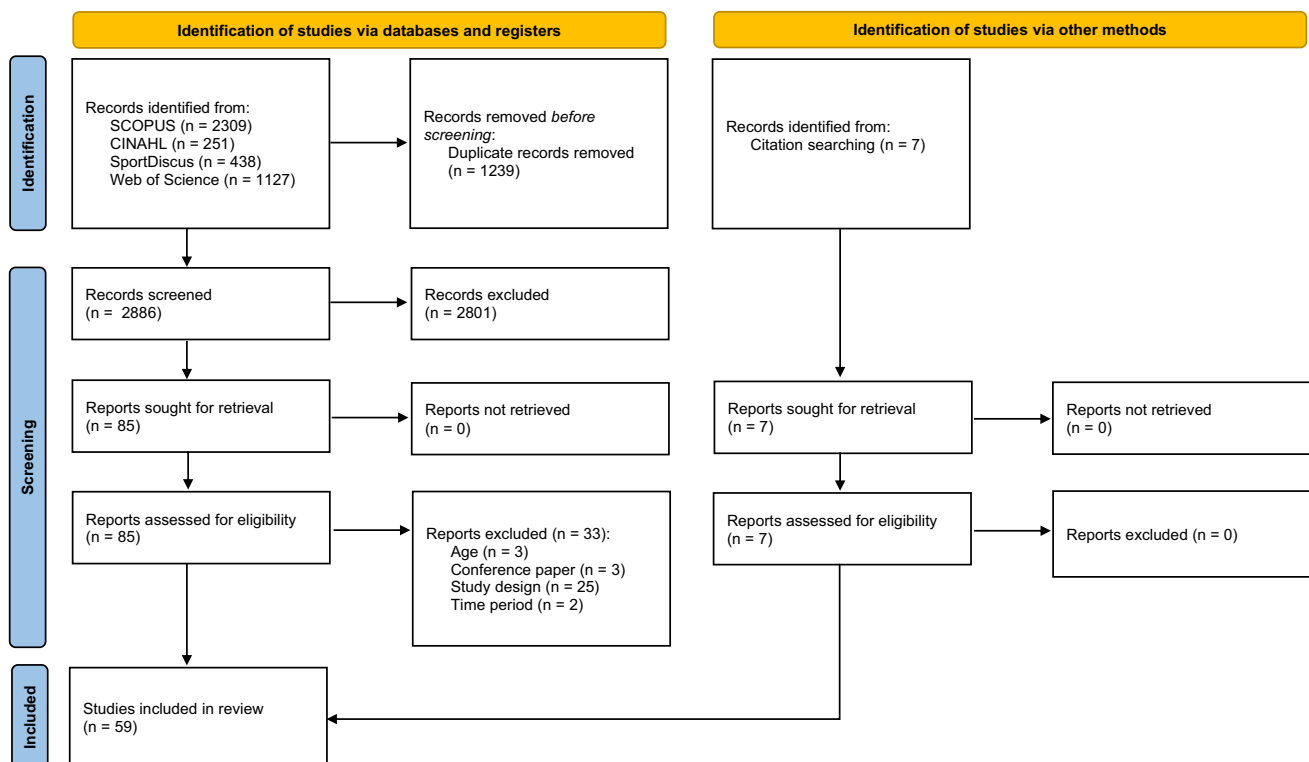 Identification of studies via databases and registers
Identification of studies via other methods
Identification
Records identified from:
SCOPUS (n = 2309)
CINAHL (n = 251)
SportDiscus (n = 438)
Web of Science (n = 1127)
Records removed before
screening:
Duplicate records removed
(n = 1239)
Records identified from:
Citation searching (n = 7)
Screening
Records screened
(n = 2886)
Records excluded
(n = 2801)
Reports sought for retrieval
(n = 85)
Reports not retrieved
(n = 0)
Reports sought for retrieval
(n = 7)
Reports not retrieved
(n = 0)
Reports assessed for eligibility
(n = 85)
Reports excluded (n = 33):
Age (n = 3)
Conference paper (n = 3)
Study design (n = 25)
Time period (n = 2)
Reports assessed for eligibility
(n = 7)
Reports excluded (n = 0)
Included
Studies included in review
(n = 59)